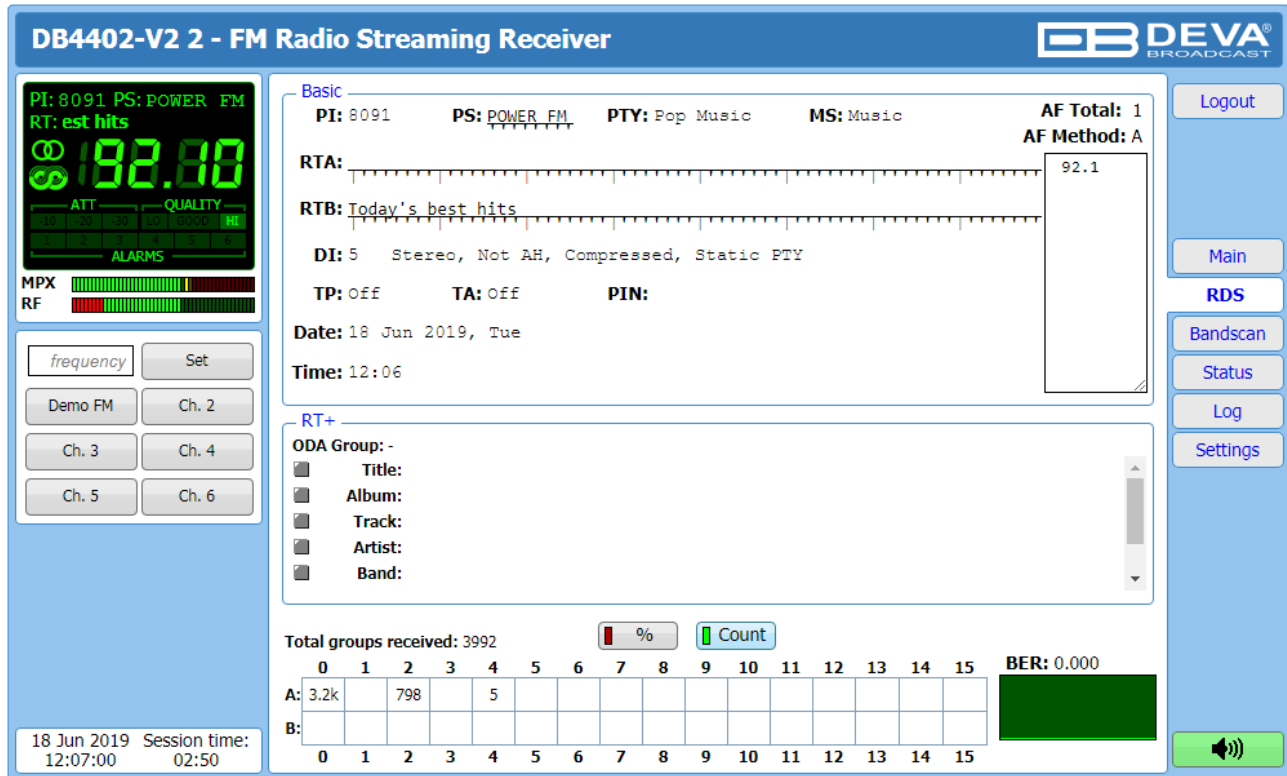 DB4402-V2 2 - FM Radio Streaming Receiver
DEVA®
BROADCAST
PI: 8091 PS: POWER FM
RT: est hits
92.10
ATT QUALITY
-10 -20 -30 LO GOOD HI
1 2 3 4 5 6
ALARMS
MPX
RF
frequency Set
Demo FM Ch. 2
Ch. 3 Ch. 4
Ch. 5 Ch. 6
18 Jun 2019 Session time:
12:07:00 02:50
Basic
PI: 8091 PS: POWER FM PTY: Pop Music MS: Music AF Total: 1
AF Method: A
92.1
RTA:
RTB: Today's best hits
DI: 5 Stereo, Not AH, Compressed, Static PTY
TP: Off TA: Off PIN:
Date: 18 Jun 2019, Tue
Time: 12:06
RT+
ODA Group: -
Title:
Album:
Track:
Artist:
Band:
Total groups received: 3992 % Count
0 1 2 3 4 5 6 7 8 9 10 11 12 13 14 15 BER: 0.000
A: 3.2k 798 5
B:
0 1 2 3 4 5 6 7 8 9 10 11 12 13 14 15
Logout
Main
RDS
Bandscan
Status
Log
Settings